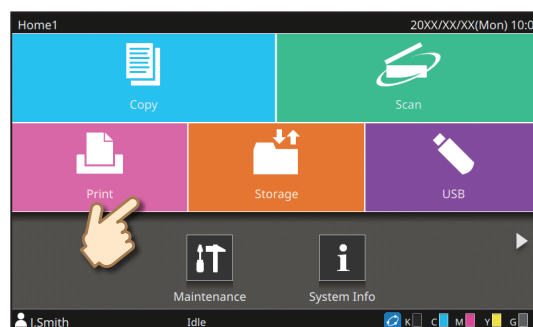 Home1 20XX/XX/XX(Mon) 10:0
Copy Scan
Print Storage USB
Maintenance System Info
J.Smith Idle K C M Y G